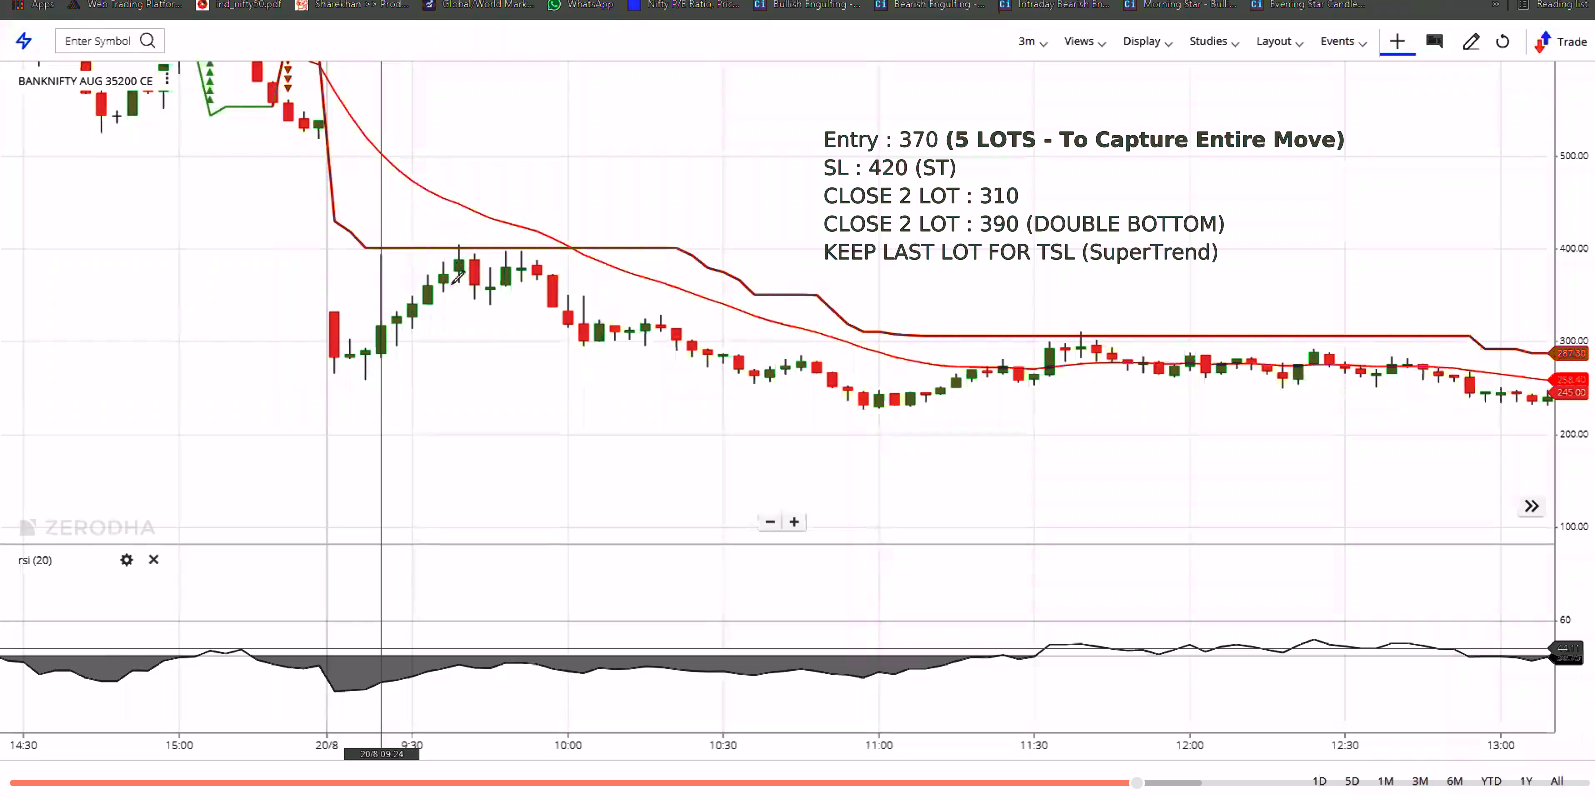 Apps Web Trading Platfor... ind_nifty50.pdf Sharekhan >> Prod... Global World Mark... WhatsApp Nifty P/E Ratio, Pric... Bullish Engulfing -... Bearish Engulfing -... Intraday Bearish En... Morning Star - Bull... Evening Star Candle... » Reading list
Enter Symbol 3m Views Display Studies Layout Events Trade
BANKNIFTY AUG 35200 CE
Entry : 370 (5 LOTS - To Capture Entire Move)
SL : 420 (ST)
CLOSE 2 LOT : 310
CLOSE 2 LOT : 390 (DOUBLE BOTTOM)
KEEP LAST LOT FOR TSL (SuperTrend)
500.00
400.00
300.00
287.30
258.40
245.00
200.00
100.00
ZERODHA
rsi (20)
60
14:30 15:00 20/8 9:30 10:00 10:30 11:00 11:30 12:00 12:30 13:00
20/8 09:24
1D 5D 1M 3M 6M YTD 1Y All